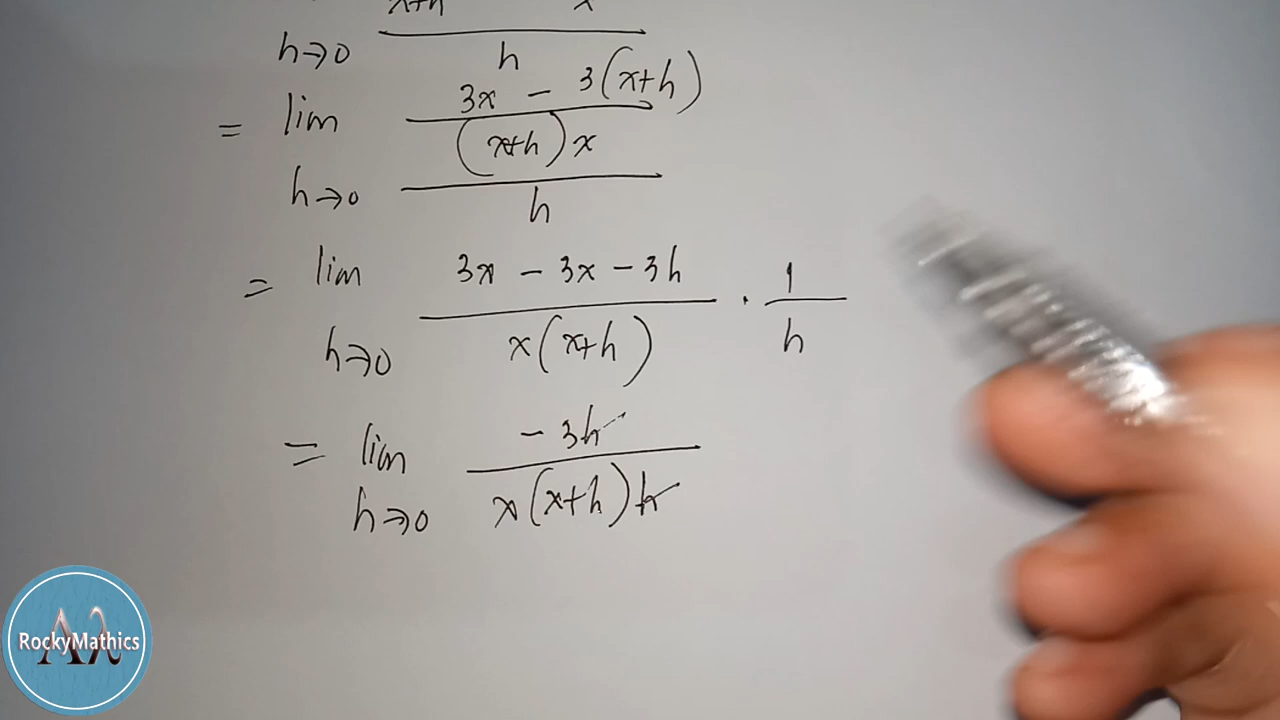 x+h x
h→0 h
3x - 3(x+h)
= lim (x+h)x
h→0 h
= lim 3x - 3x - 3h · 1
h→0 x(x+h) h
= lim - 3h
h→0 x(x+h)h
RockyMathics